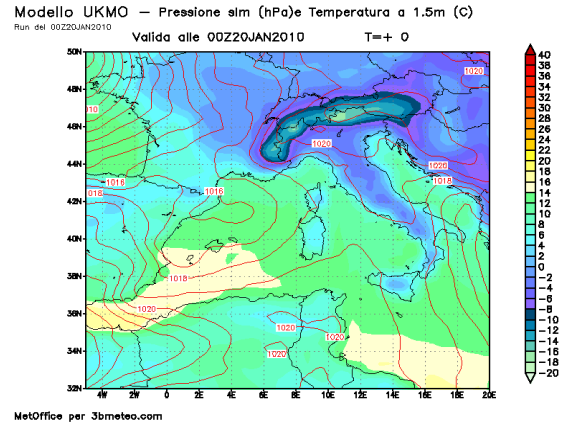 Modello UKMO — Pressione slm (hPa)e Temperatura a 1.5m (C)
Run del 00Z20JAN2010
Valida alle 00Z20JAN2010 T=+ 0
50N
48N
46N
44N
42N
40N
38N
36N
34N
32N
4W 2W 0 2E 4E 6E 8E 10E 12E 14E 16E 18E 20E
1020
1020
1020
1018
1016
1016
1018
1018
1020
1020
1020
1020
40
38
36
34
32
30
28
26
24
22
20
18
16
14
12
10
8
6
4
2
0
−2
−4
−6
−8
−10
−12
−14
−16
−18
−20
MetOffice per 3bmeteo.com